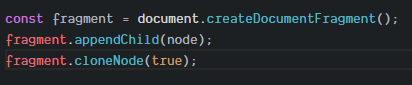 const fragment = document.createDocumentFragment();
fragment.appendChild(node);
fragment.cloneNode(true);